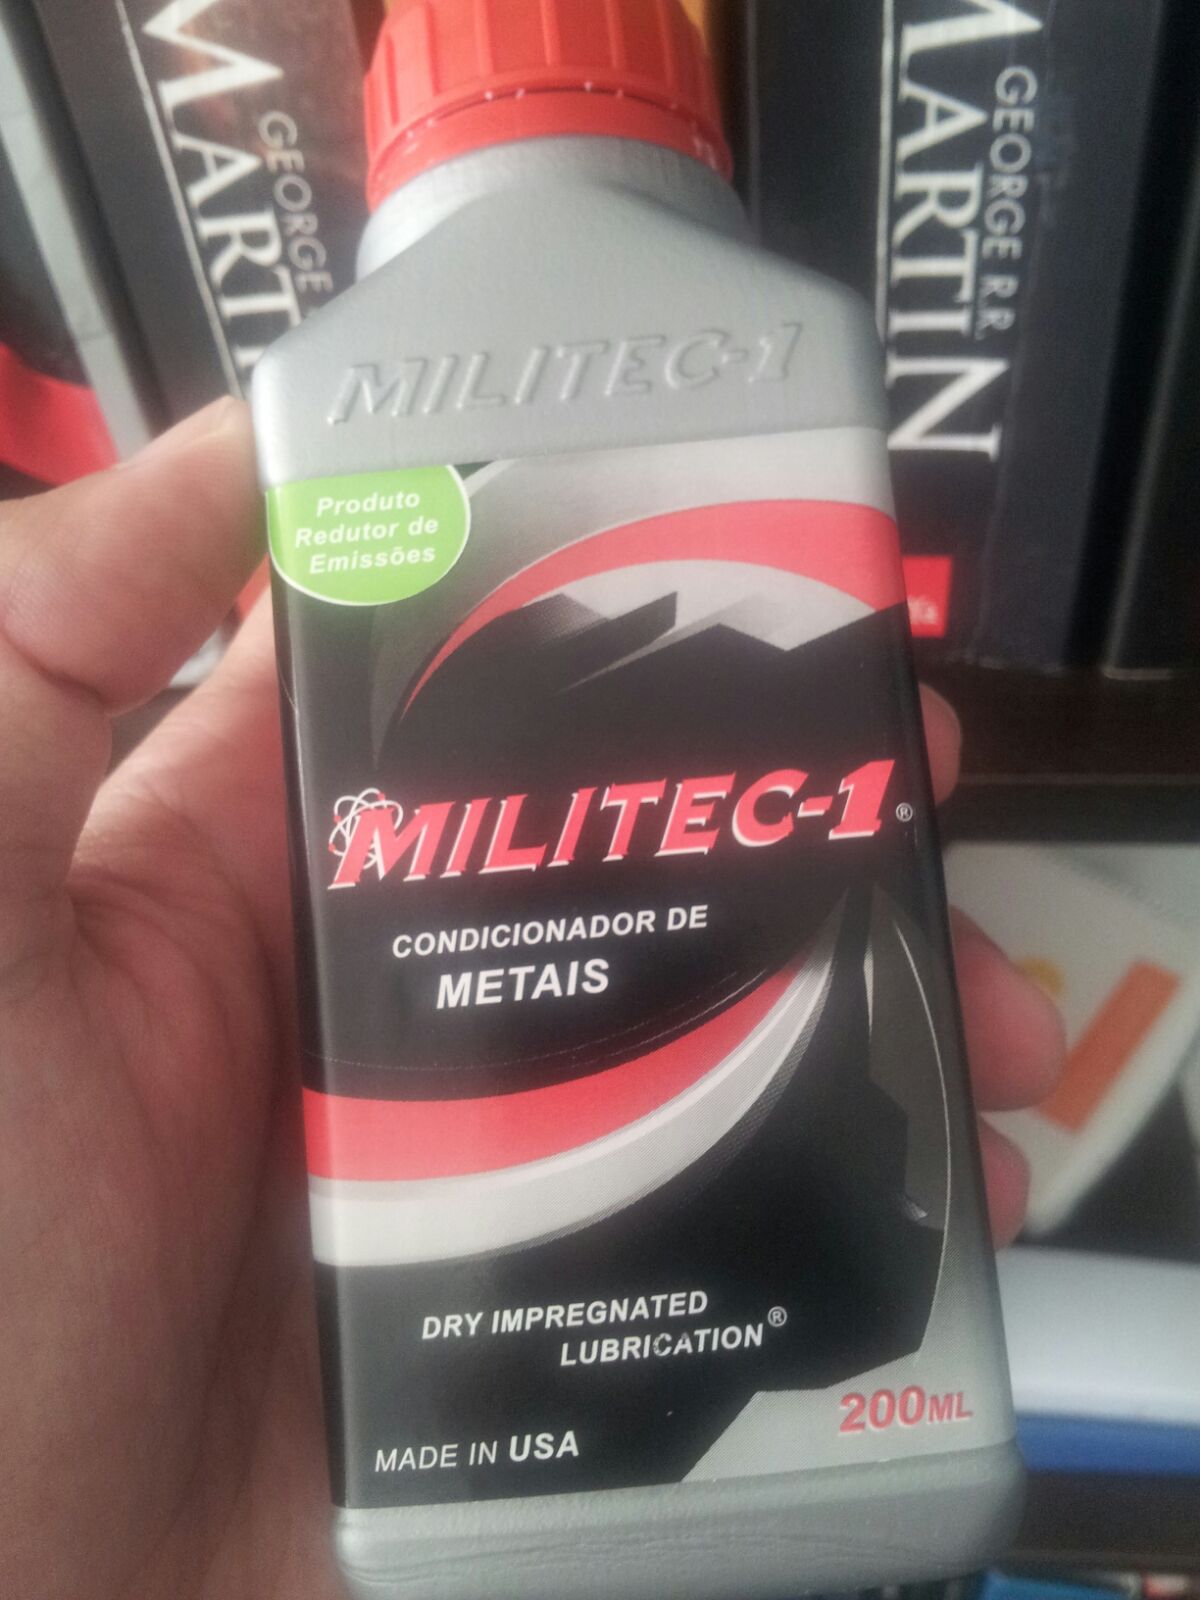 MARTIN
GEORGE R.R.
MART
GEORGE
MILITEC-1
Produto
Redutor de
Emissões
MILITEC-1®
CONDICIONADOR DE
METAIS
DRY IMPREGNATED
LUBRICATION®
200ML
MADE IN USA